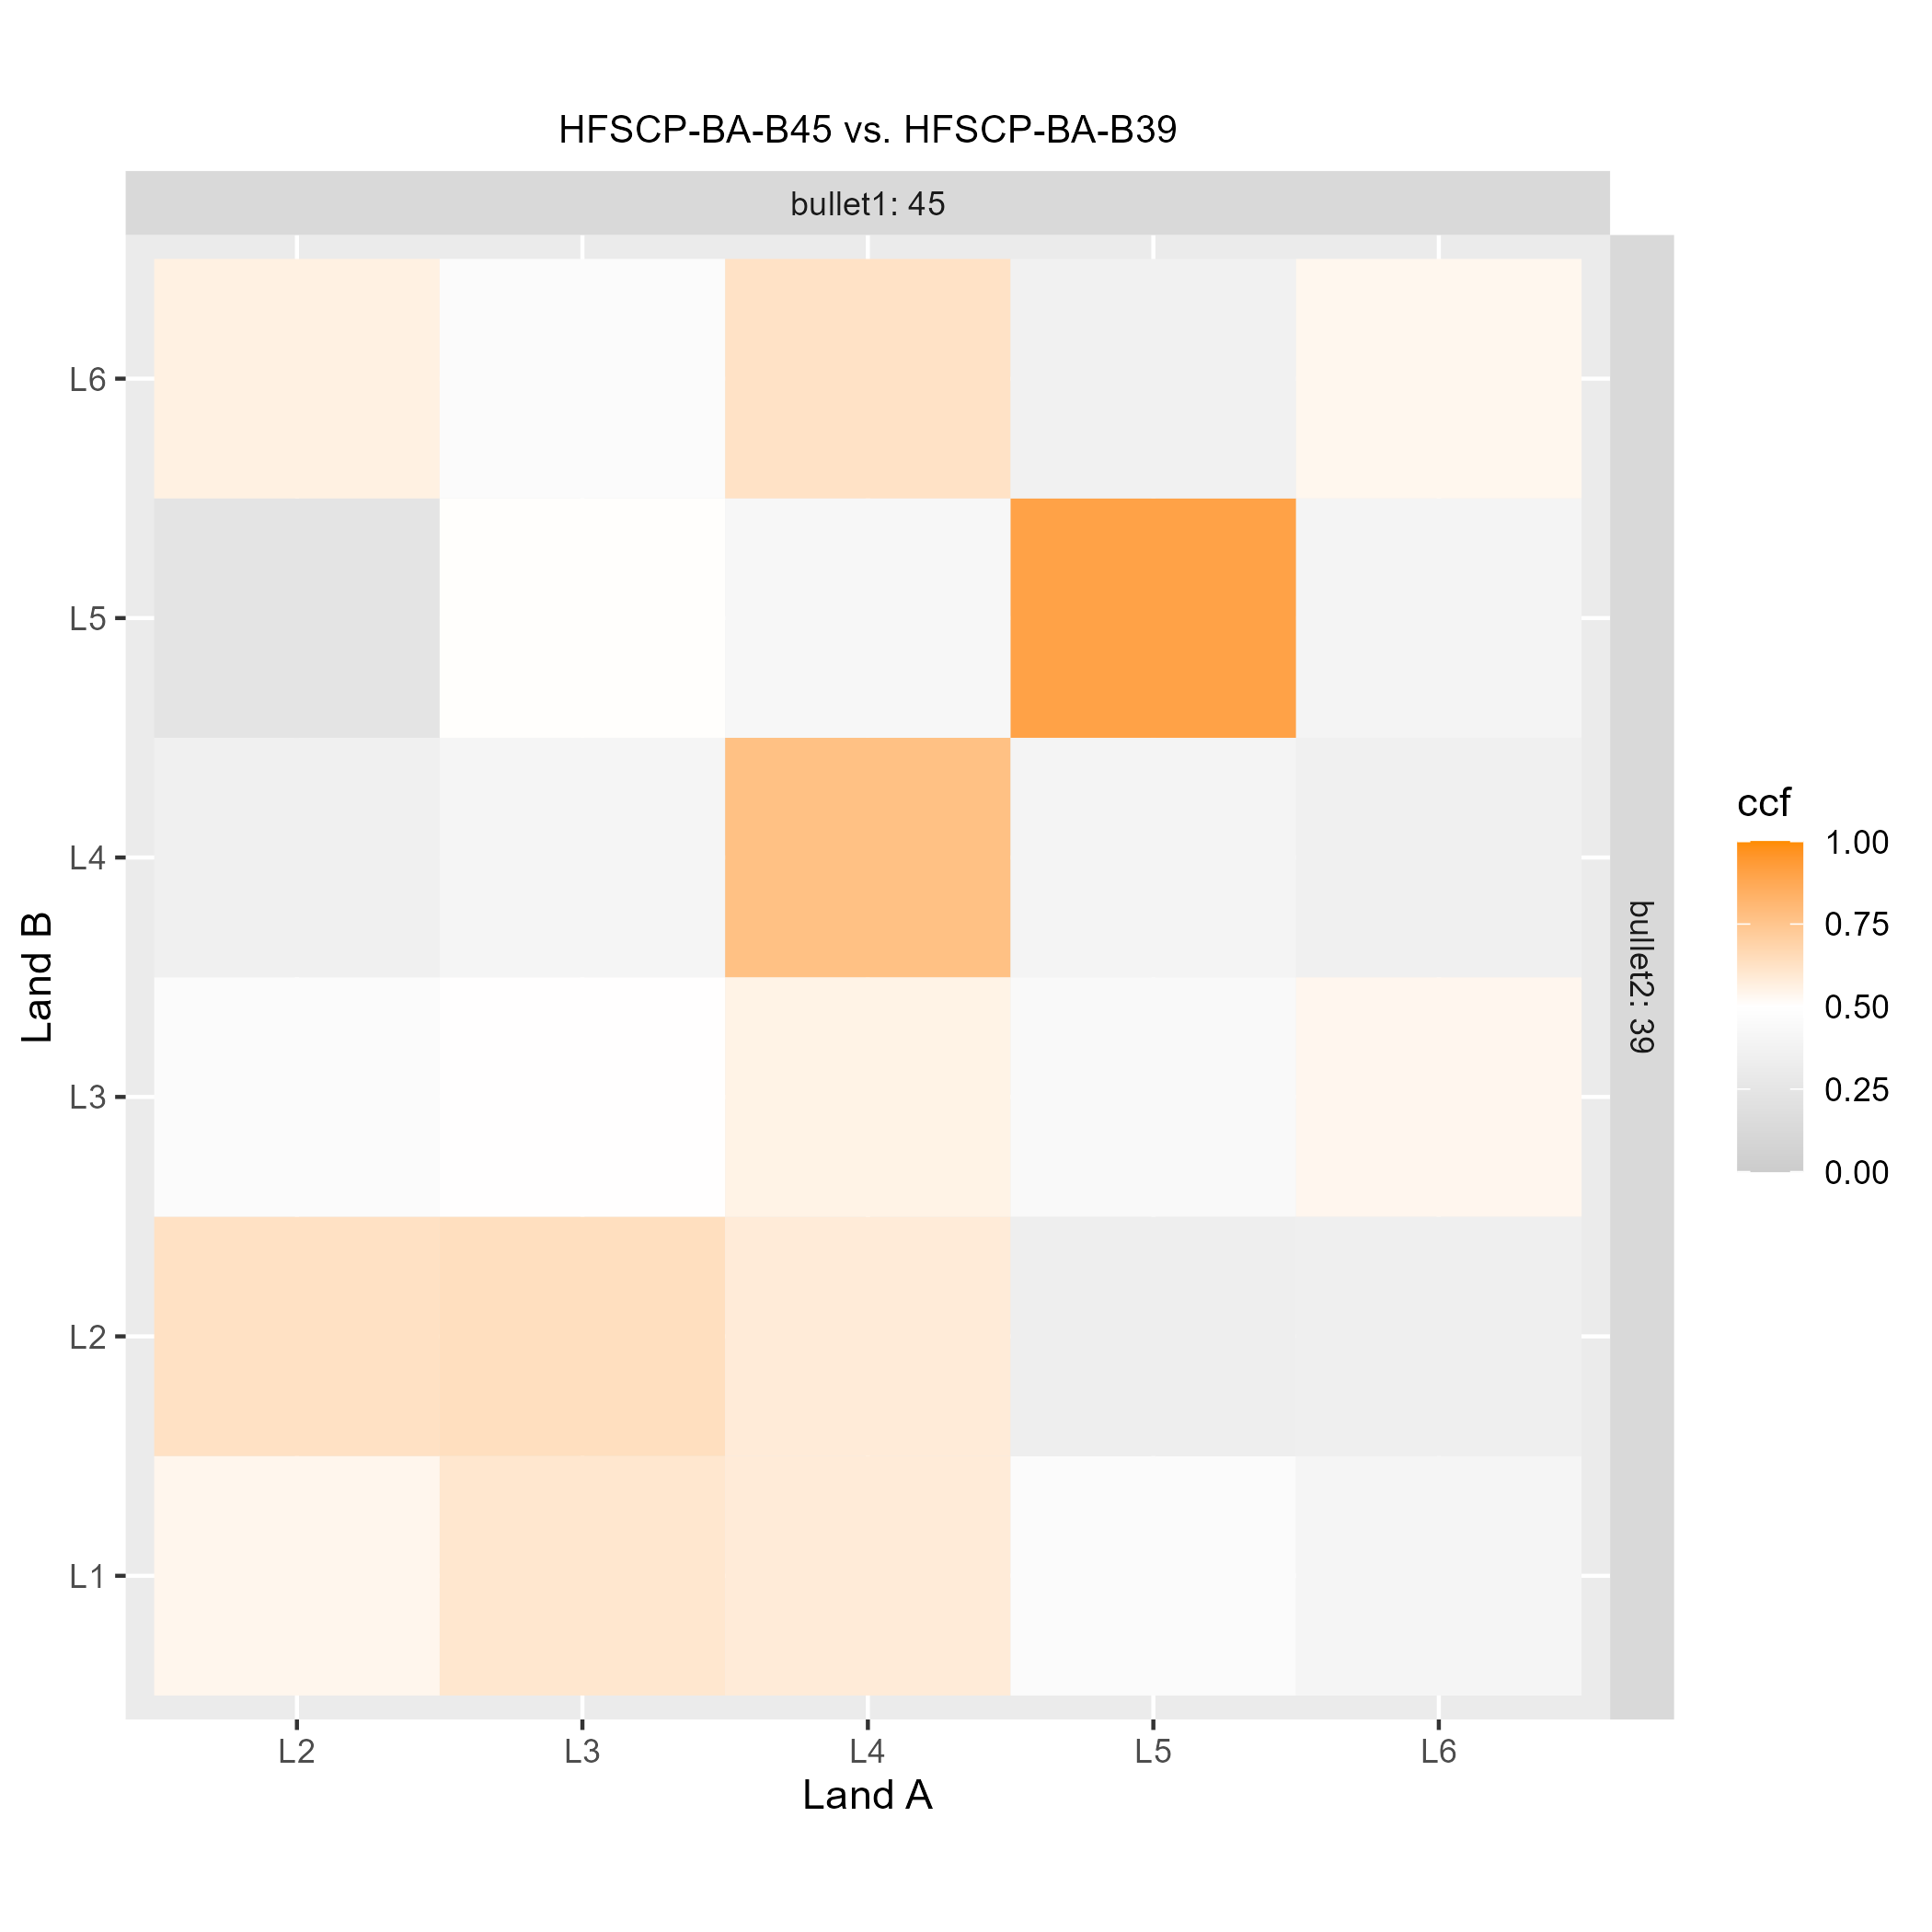 HFSCP-BA-B45 vs. HFSCP-BA-B39
bullet1: 45
L6
L5
L4
L3
L2
L1
Land B
L2
L3
L4
L5
L6
Land A
bullet2: 39
ccf
1.00
0.75
0.50
0.25
0.00